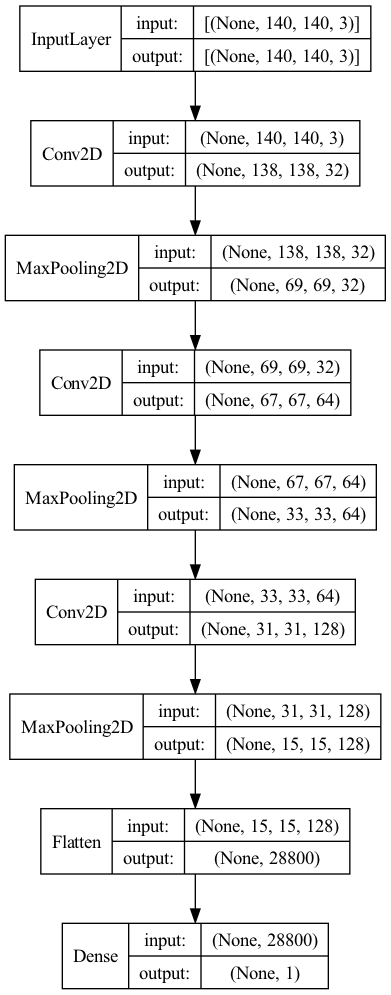 InputLayer
input: [(None, 140, 140, 3)]
output: [(None, 140, 140, 3)]
Conv2D
input: (None, 140, 140, 3)
output: (None, 138, 138, 32)
MaxPooling2D
input: (None, 138, 138, 32)
output: (None, 69, 69, 32)
Conv2D
input: (None, 69, 69, 32)
output: (None, 67, 67, 64)
MaxPooling2D
input: (None, 67, 67, 64)
output: (None, 33, 33, 64)
Conv2D
input: (None, 33, 33, 64)
output: (None, 31, 31, 128)
MaxPooling2D
input: (None, 31, 31, 128)
output: (None, 15, 15, 128)
Flatten
input: (None, 15, 15, 128)
output: (None, 28800)
Dense
input: (None, 28800)
output: (None, 1)